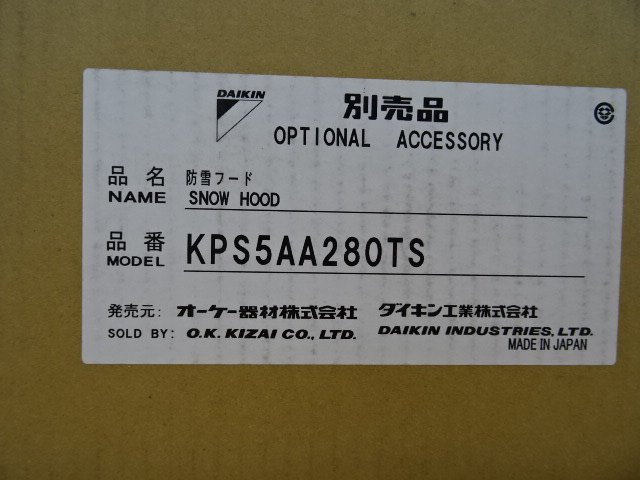 DAIKIN
別売品
OPTIONAL ACCESSORY
品名 防雪フード
NAME SNOW HOOD
品番 KPS5AA280TS
MODEL
発売元: オーケー器材株式会社 ダイキン工業株式会社
SOLD BY: O.K. KIZAI CO., LTD. DAIKIN INDUSTRIES, LTD.
MADE IN JAPAN